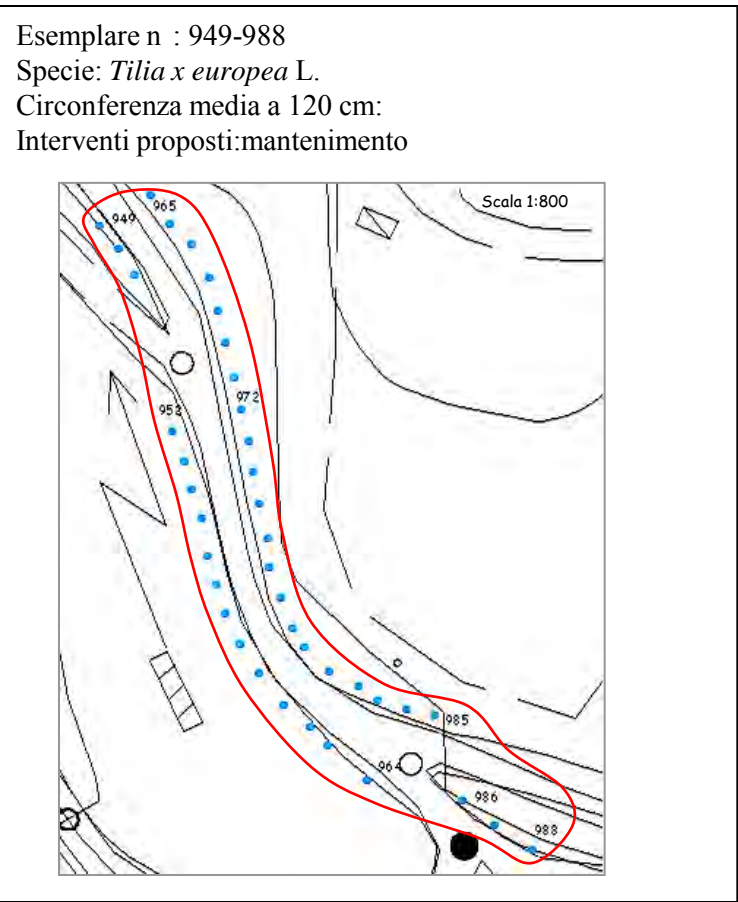 Esemplare n : 949-988
Specie: Tilia x europea L.
Circonferenza media a 120 cm:
Interventi proposti:mantenimento
Scala 1:800
965
949
972
953
985
964
986
988